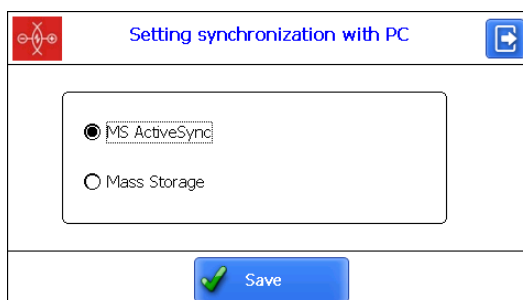 Setting synchronization with PC
MS ActiveSync
Mass Storage
Save